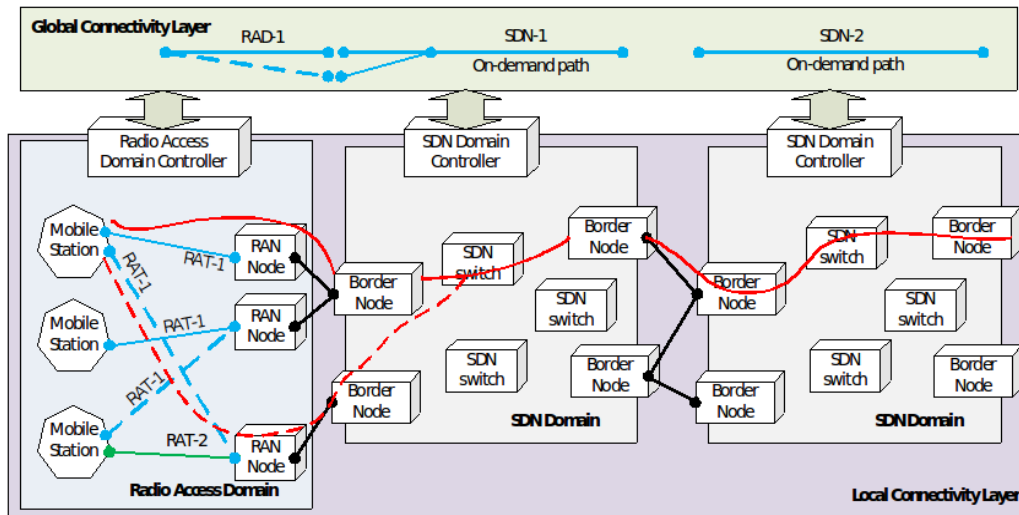 Global Connectivity Layer
RAD-1
SDN-1
SDN-2
On-demand path
On-demand path
Radio Access
Domain Controller
SDN Domain
Controller
SDN Domain
Controller
Mobile
Station
RAT-1
RAT-1
RAN
Node
Border
Node
SDN
switch
Border
Node
Border
Node
SDN
switch
Border
Node
Mobile
Station
RAT-1
RAN
Node
SDN
switch
SDN
switch
RAT-1
Border
Node
SDN
switch
Border
Node
Border
Node
SDN
switch
Border
Node
Mobile
Station
RAT-2
RAN
Node
SDN Domain
SDN Domain
Radio Access Domain
Local Connectivity Layer